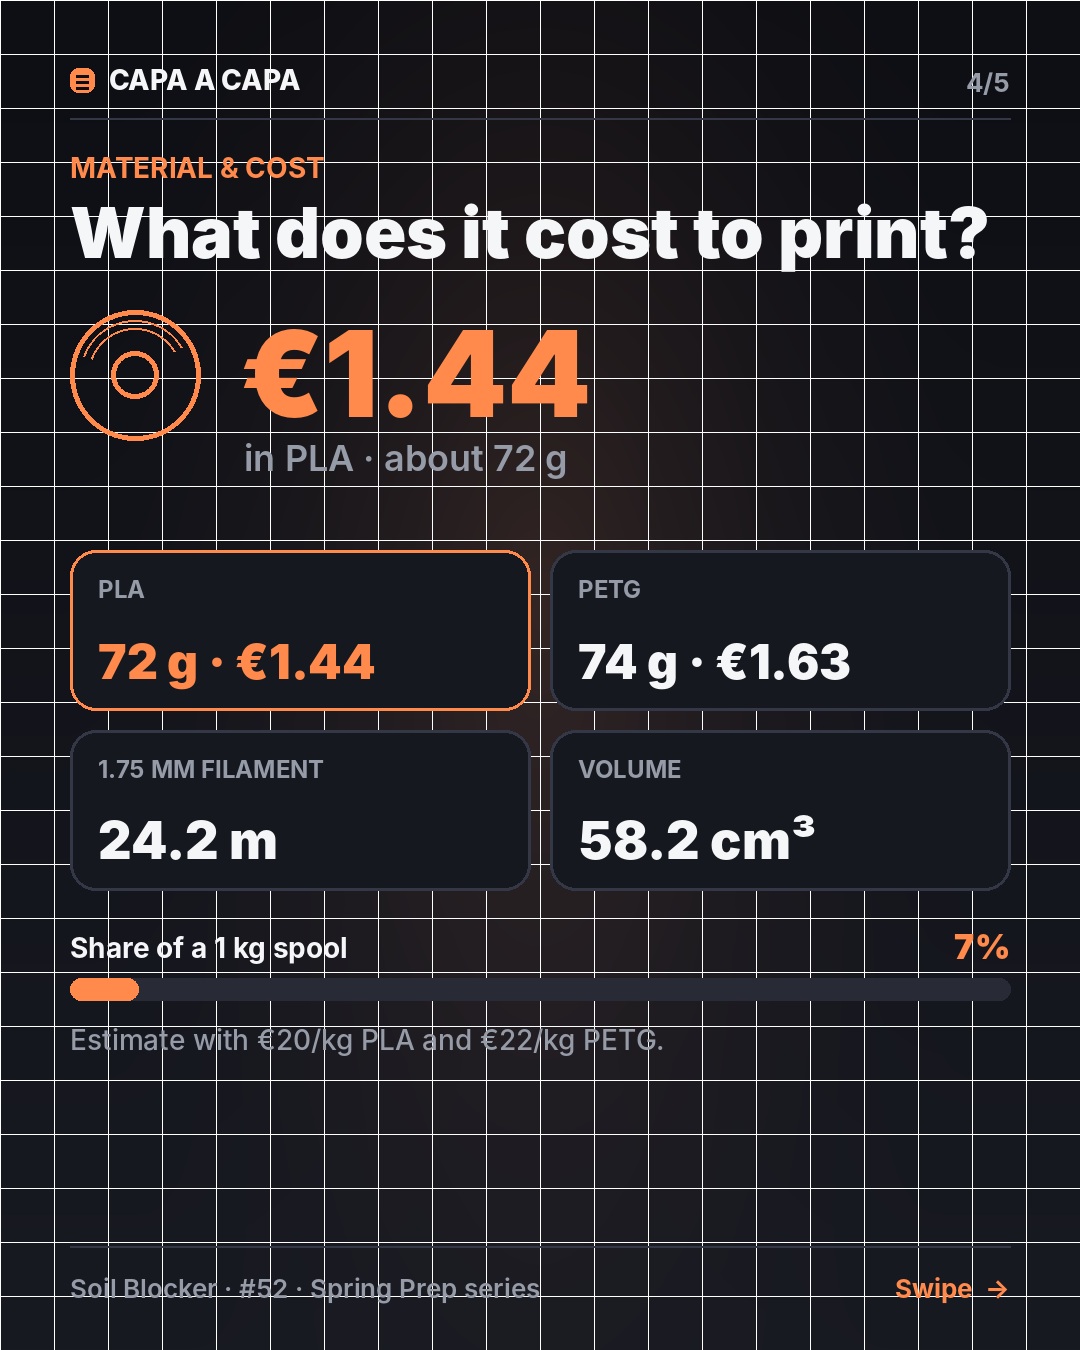 CAPA A CAPA
4/5
MATERIAL & COST
What does it cost to print?
€1.44
in PLA · about 72 g
PLA
72 g · €1.44
PETG
74 g · €1.63
1.75 MM FILAMENT
24.2 m
VOLUME
58.2 cm³
Share of a 1 kg spool
7%
Estimate with €20/kg PLA and €22/kg PETG.
Soil Blocker · #52 · Spring Prep series
Swipe →